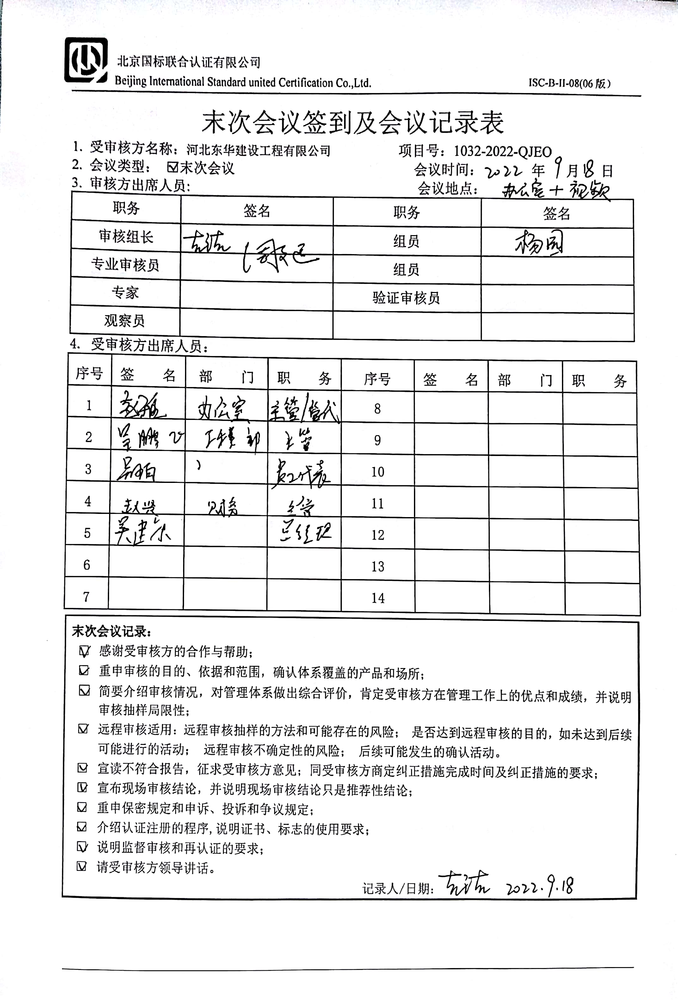 北京国标联合认证有限公司
Beijing International Standard united Certification Co.,Ltd.
ISC-B-II-08(06 版)
末次会议签到及会议记录表
1. 受审核方名称：河北东华建设工程有限公司 项目号：1032-2022-QJEO
2. 会议类型： ☑末次会议 会议时间：2022 年 9 月 18 日
3. 审核方出席人员： 会议地点： 办公室+视频
职务 签名 职务 签名
审核组长 组员 杨园
专业审核员 组员
专家 验证审核员
观察员
4. 受审核方出席人员：
序号 签 名 部 门 职 务 序号 签 名 部 门 职 务
1 办公室 主管/管代 8
2 吴鹏飞 工程部 主管 9
3 员工代表 10
4 财务 主管 11
5 吴建 总经理 12
6 13
7 14
末次会议记录：
☑ 感谢受审核方的合作与帮助；
☑ 重申审核的目的、依据和范围，确认体系覆盖的产品和场所；
☑ 简要介绍审核情况，对管理体系做出综合评价，肯定受审核方在管理工作上的优点和成绩，并说明
审核抽样局限性；
☑ 远程审核适用：远程审核抽样的方法和可能存在的风险； 是否达到远程审核的目的，如未达到后续
可能进行的活动； 远程审核不确定性的风险； 后续可能发生的确认活动。
☑ 宣读不符合报告，征求受审核方意见；同受审核方商定纠正措施完成时间及纠正措施的要求；
☑ 宣布现场审核结论，并说明现场审核结论只是推荐性结论；
☑ 重申保密规定和申诉、投诉和争议规定；
☑ 介绍认证注册的程序,说明证书、标志的使用要求；
☑ 说明监督审核和再认证的要求；
☑ 请受审核方领导讲话。
记录人/日期： 2022.9.18